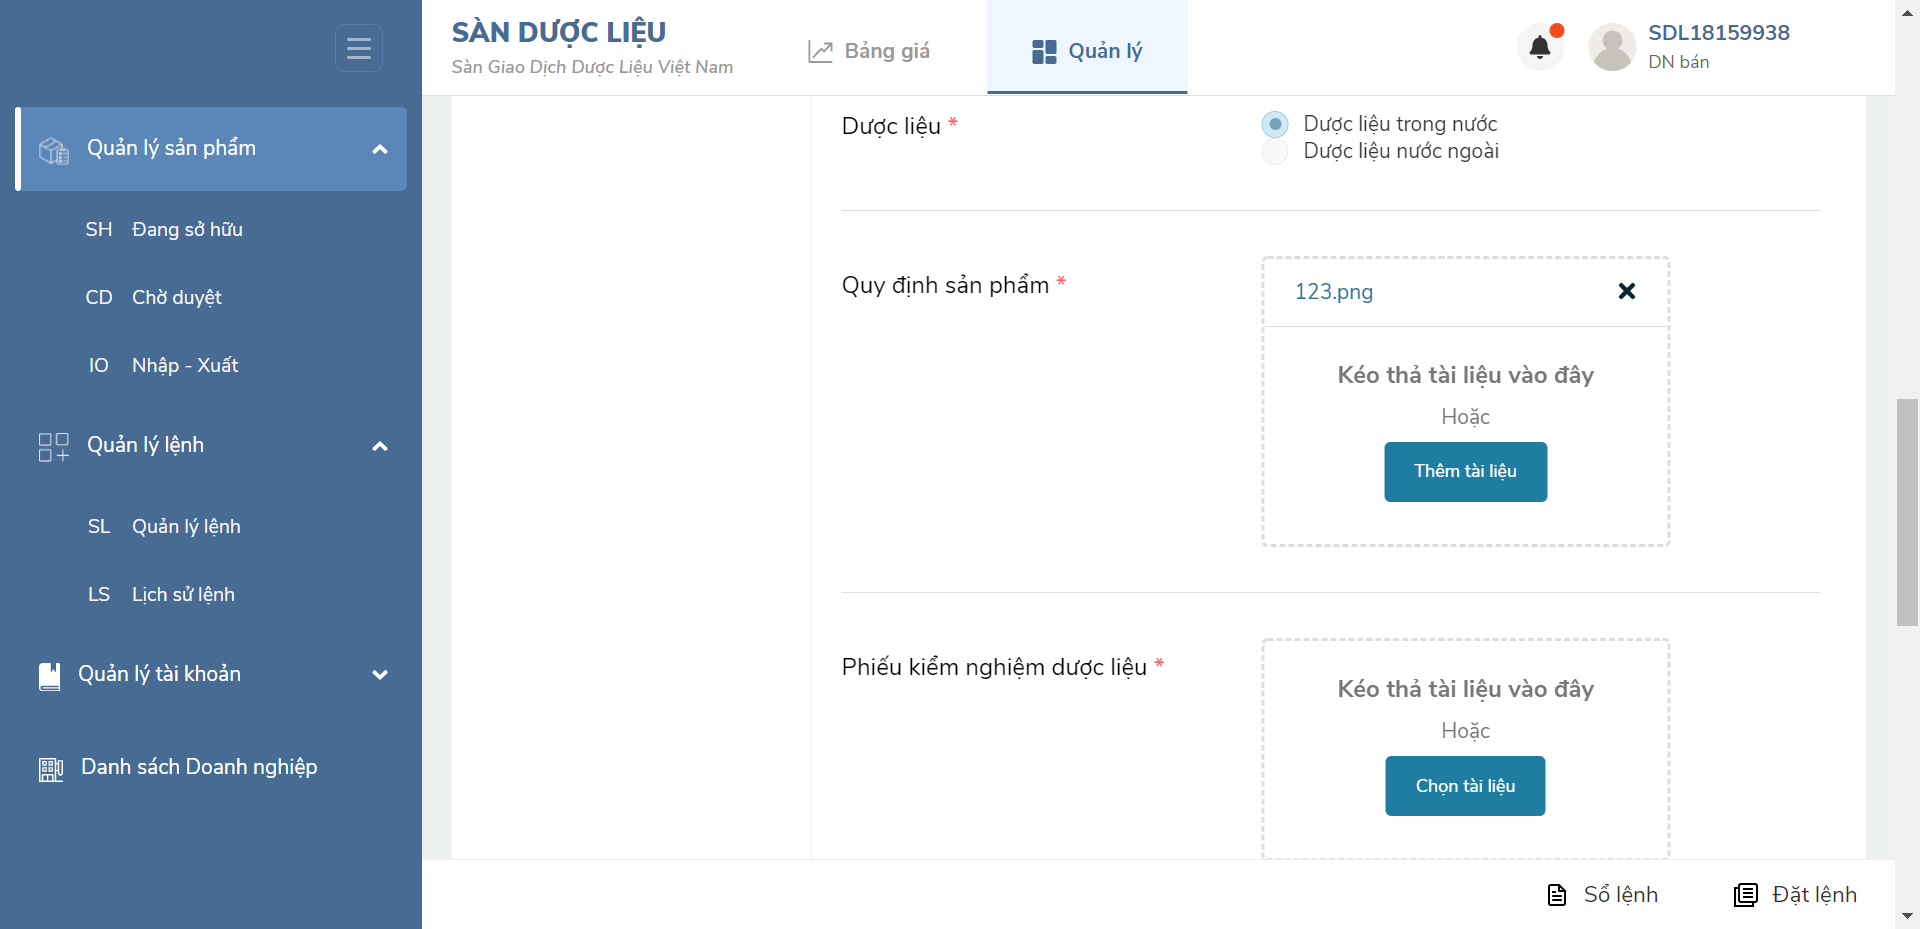 SÀN DƯỢC LIỆU
Sàn Giao Dịch Dược Liệu Việt Nam
Bảng giá
Quản lý
SDL18159938
DN bán
Quản lý sản phẩm
SH Đang sở hữu
CD Chờ duyệt
IO Nhập - Xuất
Quản lý lệnh
SL Quản lý lệnh
LS Lịch sử lệnh
Quản lý tài khoản
Danh sách Doanh nghiệp
Dược liệu *
Dược liệu trong nước
Dược liệu nước ngoài
Quy định sản phẩm *
123.png
Kéo thả tài liệu vào đây
Hoặc
Thêm tài liệu
Phiếu kiểm nghiệm dược liệu *
Kéo thả tài liệu vào đây
Hoặc
Chọn tài liệu
Sổ lệnh
Đặt lệnh